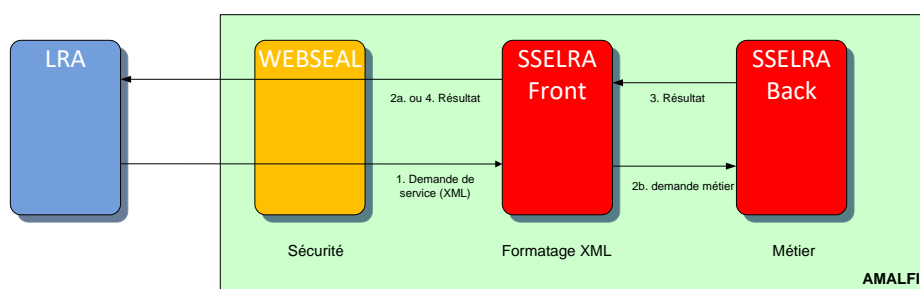 LRA
WEBSEAL
SSELRA
Front
SSELRA
Back
2a. ou 4. Résultat
3. Résultat
1. Demande de
service (XML)
2b. demande métier
Sécurité
Formatage XML
Métier
AMALFI